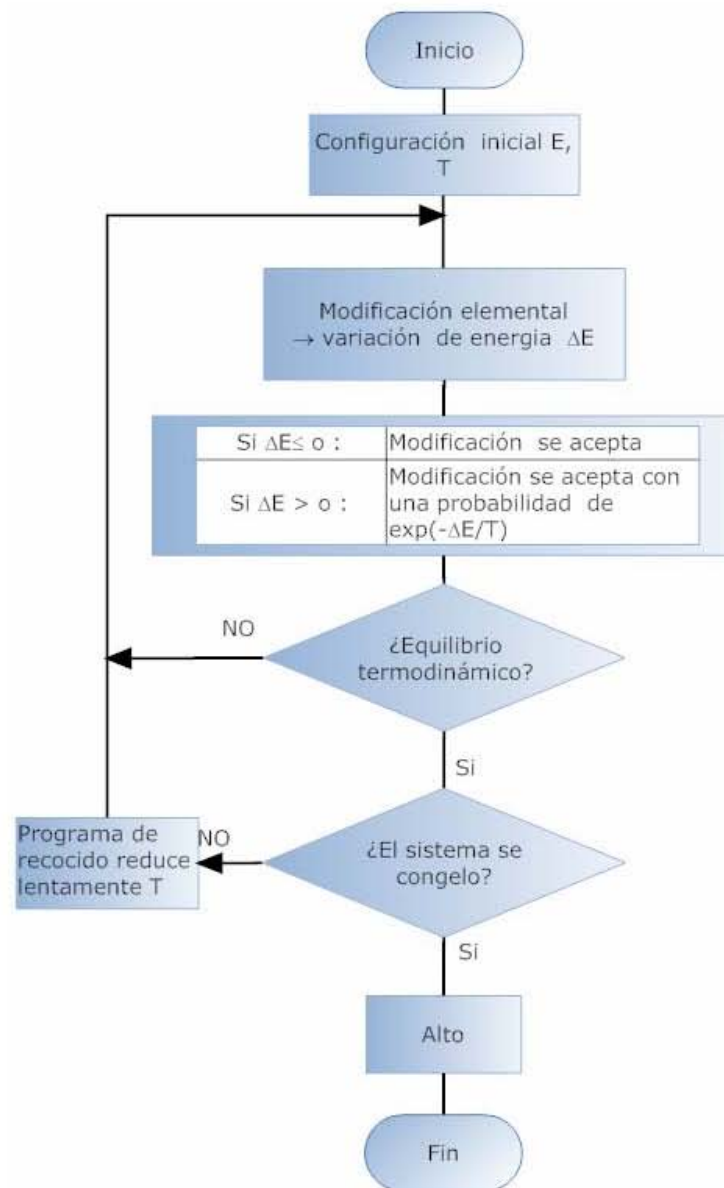 Inicio
Configuración inicial E,
T
Modificación elemental
→ variación de energia ΔE
Si ΔE≤ o :
Modificación se acepta
Si ΔE > o :
Modificación se acepta con
una probabilidad de
exp(-ΔE/T)
NO
¿Equilibrio
termodinámico?
Si
Programa de
recocido reduce
lentamente T
NO
¿El sistema se
congelo?
Si
Alto
Fin